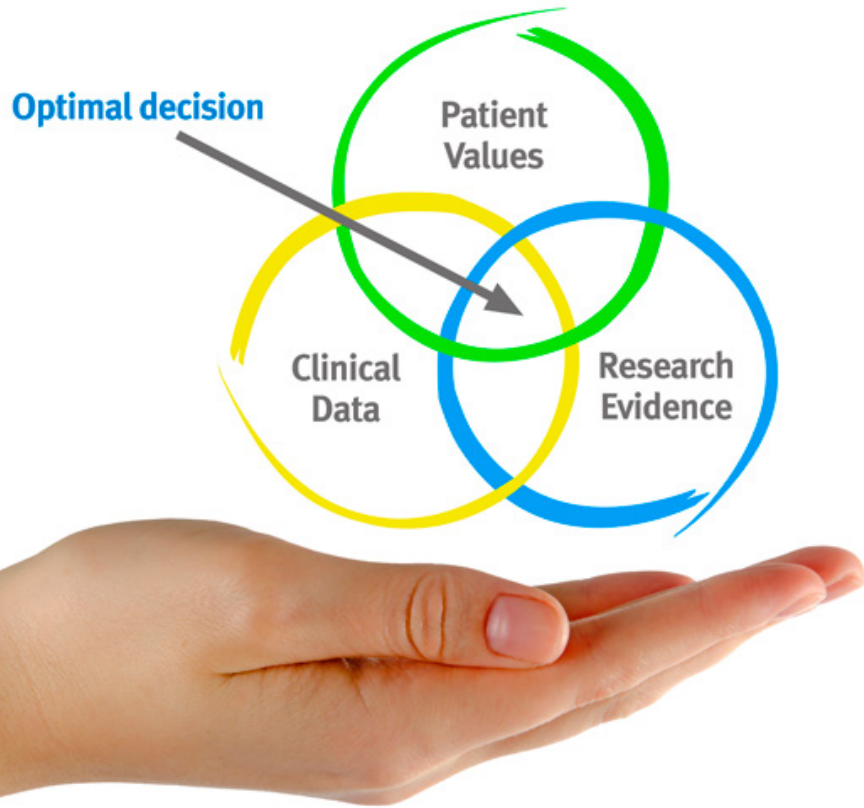 Optimal decision
Patient
Values
Clinical
Data
Research
Evidence